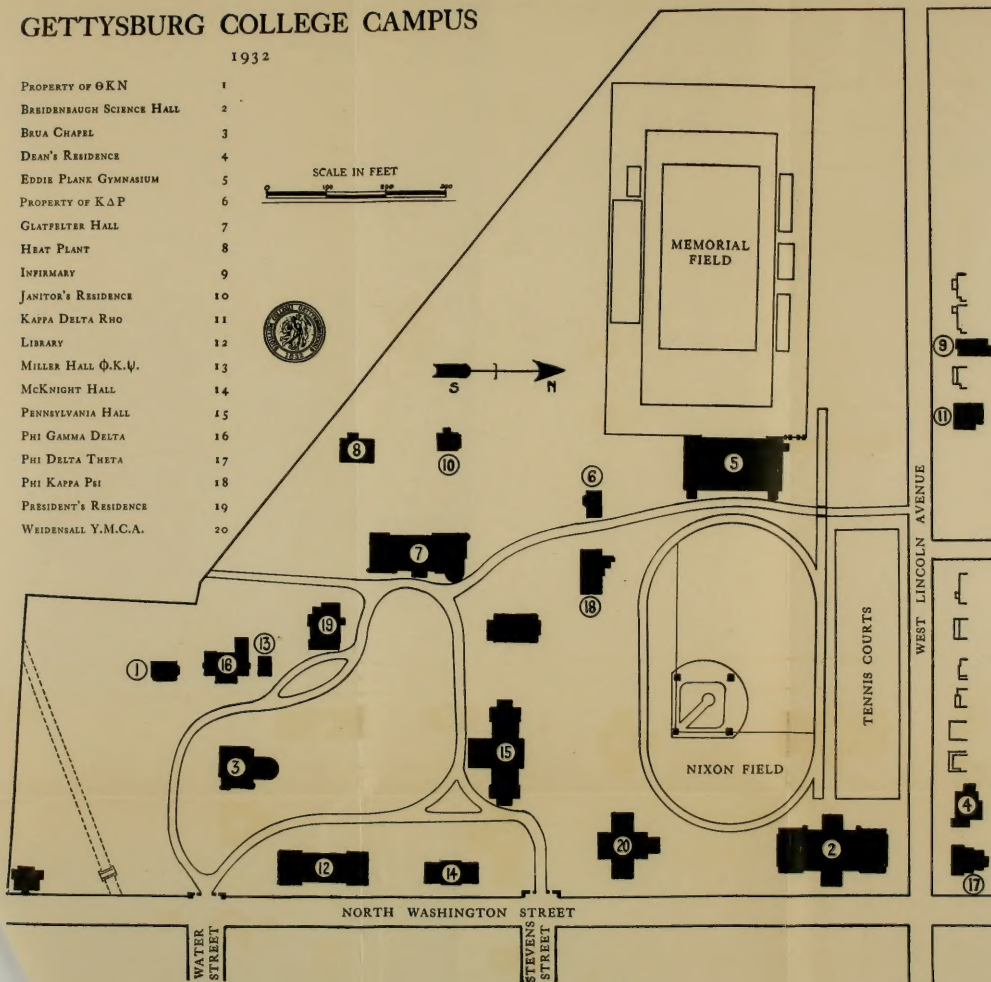 GETTYSBURG COLLEGE CAMPUS
1932
PROPERTY OF ΘKN 1
BREIDENBAUGH SCIENCE HALL 2
BRUA CHAPEL 3
DEAN'S RESIDENCE 4
EDDIE PLANK GYMNASIUM 5
PROPERTY OF KΔP 6
GLATFELTER HALL 7
HEAT PLANT 8
INFIRMARY 9
JANITOR'S RESIDENCE 10
KAPPA DELTA RHO 11
LIBRARY 12
MILLER HALL Φ.K.Ψ. 13
MCKNIGHT HALL 14
PENNSYLVANIA HALL 15
PHI GAMMA DELTA 16
PHI DELTA THETA 17
PHI KAPPA PSI 18
PRESIDENT'S RESIDENCE 19
WEIDENSALL Y.M.C.A. 20
SCALE IN FEET
0 100 200 300
1832
MEMORIAL
FIELD
S N
9
11
8
10
5
6
7
18
19
13
16
1
15
3
NIXON FIELD
TENNIS COURTS
WEST LINCOLN AVENUE
4
20
2
12
14
17
NORTH WASHINGTON STREET
WATER
STREET
STEVENS
STREET